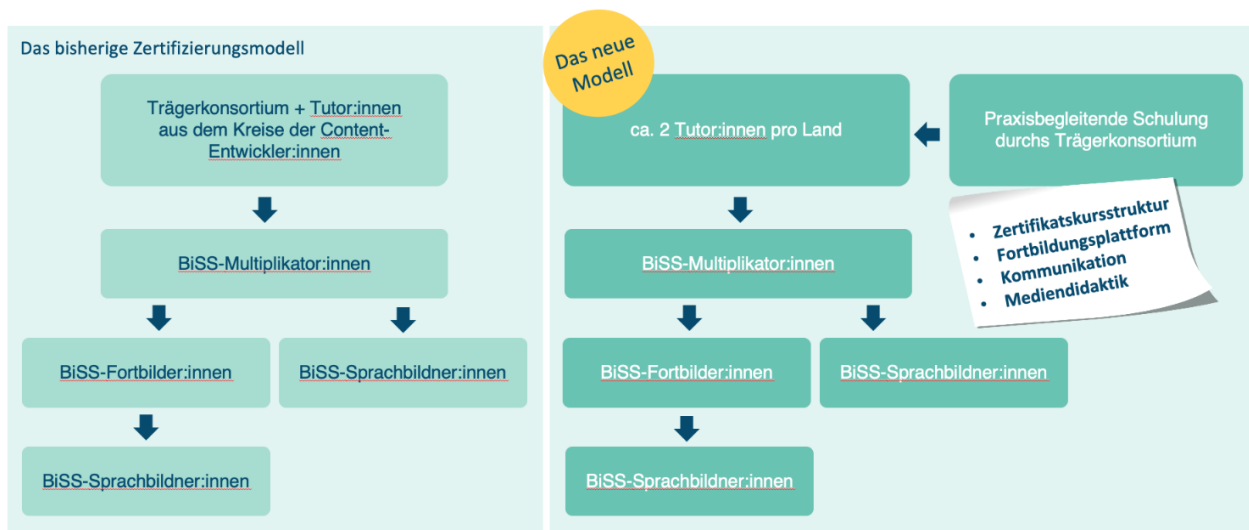 Das bisherige Zertifizierungsmodell
Trägerkonsortium + Tutor:innen
aus dem Kreise der Content-
Entwickler:innen
BiSS-Multiplikator:innen
BiSS-Fortbilder:innen
BiSS-Sprachbildner:innen
BiSS-Sprachbildner:innen
Das neue
Modell
ca. 2 Tutor:innen pro Land
Praxisbegleitende Schulung
durchs Trägerkonsortium
• Zertifikatskursstruktur
• Fortbildungsplattform
• Kommunikation
• Mediendidaktik
BiSS-Multiplikator:innen
BiSS-Fortbilder:innen
BiSS-Sprachbildner:innen
BiSS-Sprachbildner:innen